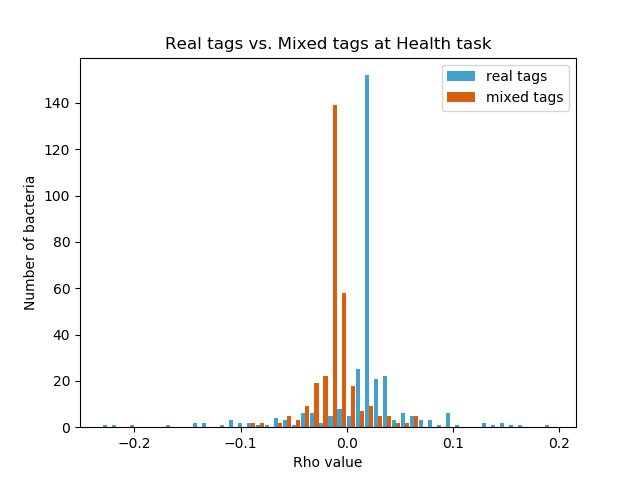 Real tags vs. Mixed tags at Health task
real tags
mixed tags
Number of bacteria
140
120
100
80
60
40
20
0
−0.2
−0.1
0.0
0.1
0.2
Rho value